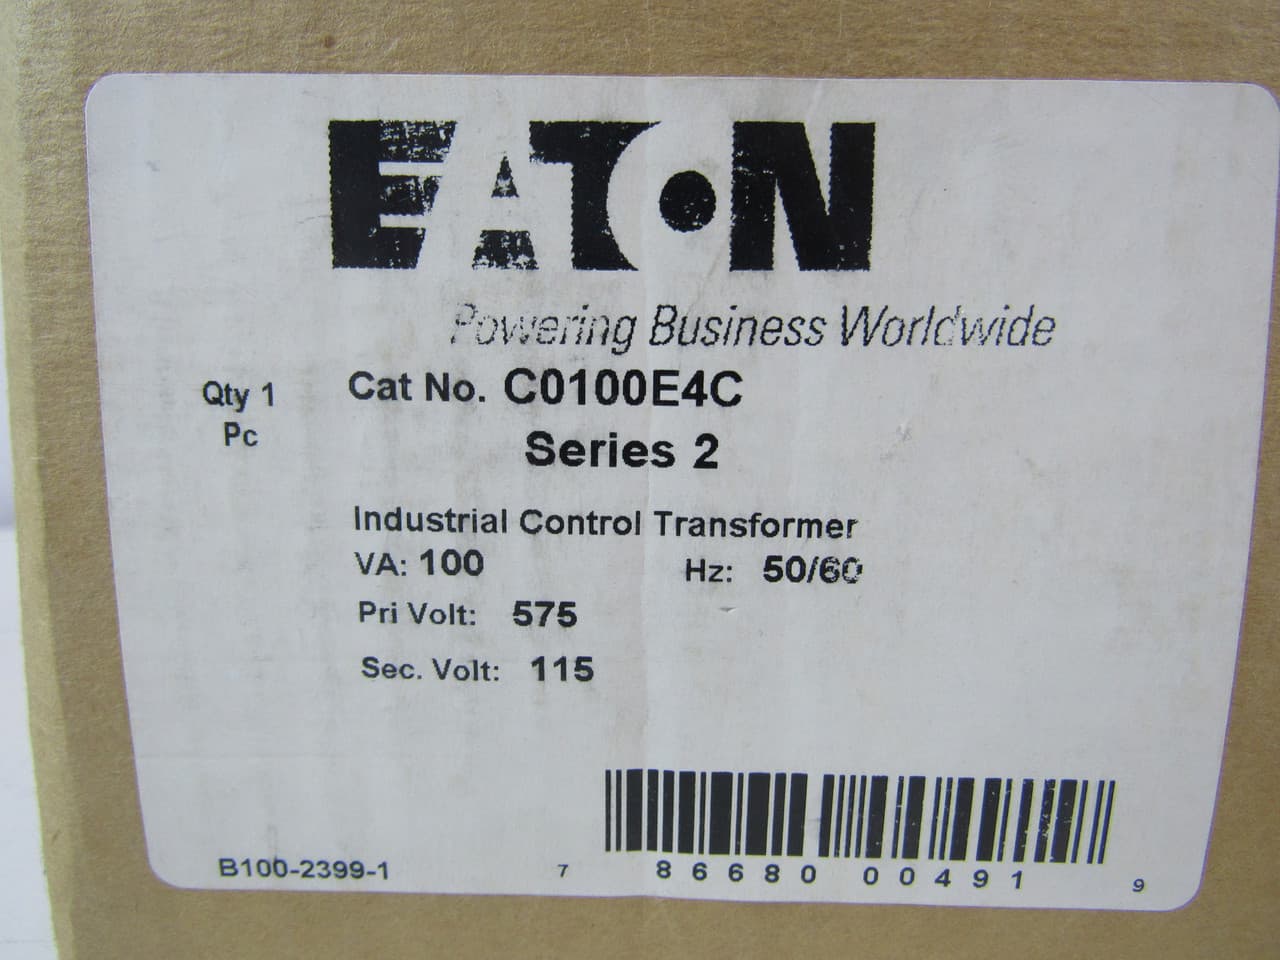 EATON
Powering Business Worldwide
Qty 1
Pc
Cat No. C0100E4C
Series 2
Industrial Control Transformer
VA: 100 Hz: 50/60
Pri Volt: 575
Sec. Volt: 115
B100-2399-1
7 86680 00491 9